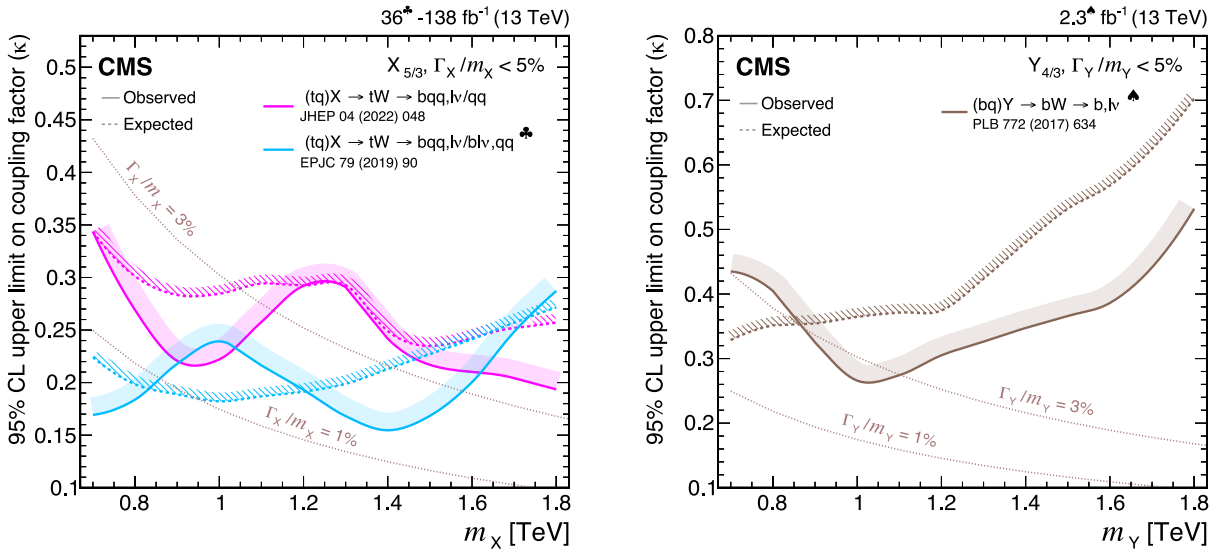 36♣-138 fb⁻¹ (13 TeV)
CMS
X5/3, ΓX/mX < 5%
Observed
Expected
(tq)X → tW → bqq,lν/qq
JHEP 04 (2022) 048
(tq)X → tW → bqq,lν/blν,qq ♣
EPJC 79 (2019) 90
ΓX/mX = 3%
ΓX/mX = 1%
95% CL upper limit on coupling factor (κ)
0.5
0.45
0.4
0.35
0.3
0.25
0.2
0.15
0.1
0.8 1 1.2 1.4 1.6 1.8
mX [TeV]
2.3♠ fb⁻¹ (13 TeV)
CMS
Y4/3, ΓY/mY < 5%
Observed
Expected
(bq)Y → bW → b,lν ♠
PLB 772 (2017) 634
ΓY/mY = 3%
ΓY/mY = 1%
95% CL upper limit on coupling factor (κ)
0.8
0.7
0.6
0.5
0.4
0.3
0.2
0.1
0.8 1 1.2 1.4 1.6 1.8
mY [TeV]